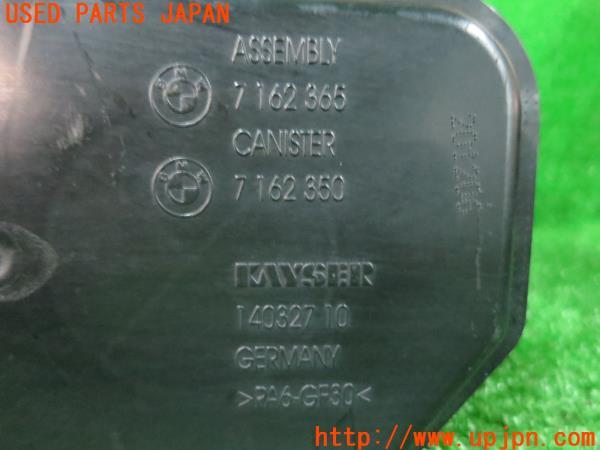 USED PARTS JAPAN
ASSEMBLY
7 162 365
CANISTER
7 162 350
KAYSER
140327 10
GERMANY
>PA6-GF30<
http://www.upjpn.com/